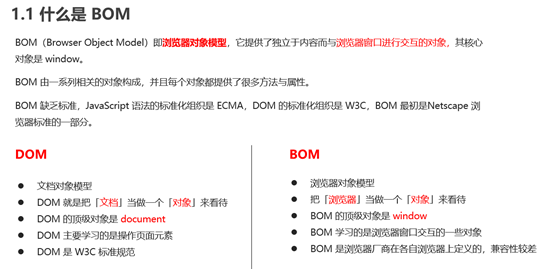 1.1 什么是 BOM
BOM（Browser Object Model）即浏览器对象模型，它提供了独立于内容而与浏览器窗口进行交互的对象，其核心
对象是 window。
BOM 由一系列相关的对象构成，并且每个对象都提供了很多方法与属性。
BOM 缺乏标准，JavaScript 语法的标准化组织是 ECMA，DOM 的标准化组织是 W3C，BOM 最初是Netscape 浏
览器标准的一部分。
DOM
● 文档对象模型
● DOM 就是把「文档」当做一个「对象」来看待
● DOM 的顶级对象是 document
● DOM 主要学习的是操作页面元素
● DOM 是 W3C 标准规范
BOM
● 浏览器对象模型
● 把「浏览器」当做一个「对象」来看待
● BOM 的顶级对象是 window
● BOM 学习的是浏览器窗口交互的一些对象
● BOM 是浏览器厂商在各自浏览器上定义的，兼容性较差